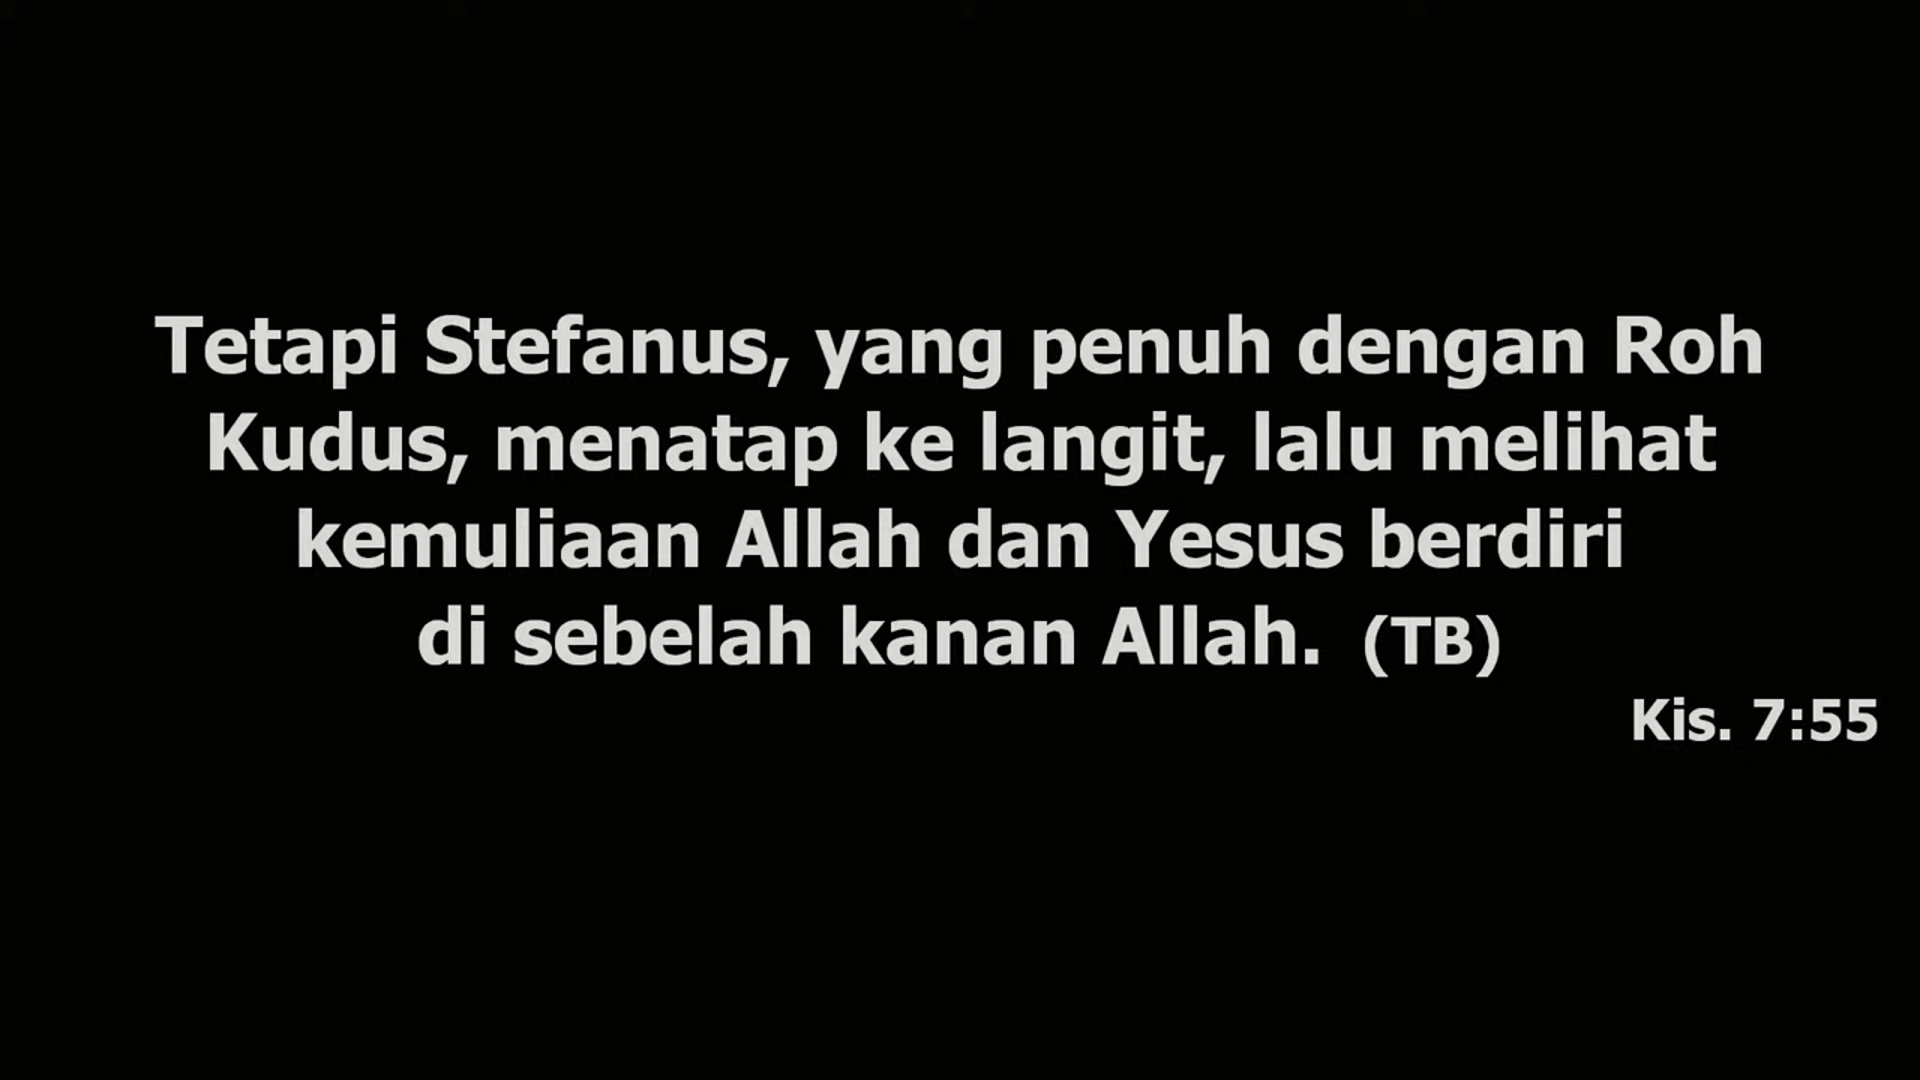 Tetapi Stefanus, yang penuh dengan Roh
Kudus, menatap ke langit, lalu melihat
kemuliaan Allah dan Yesus berdiri
di sebelah kanan Allah. (TB)
Kis. 7:55